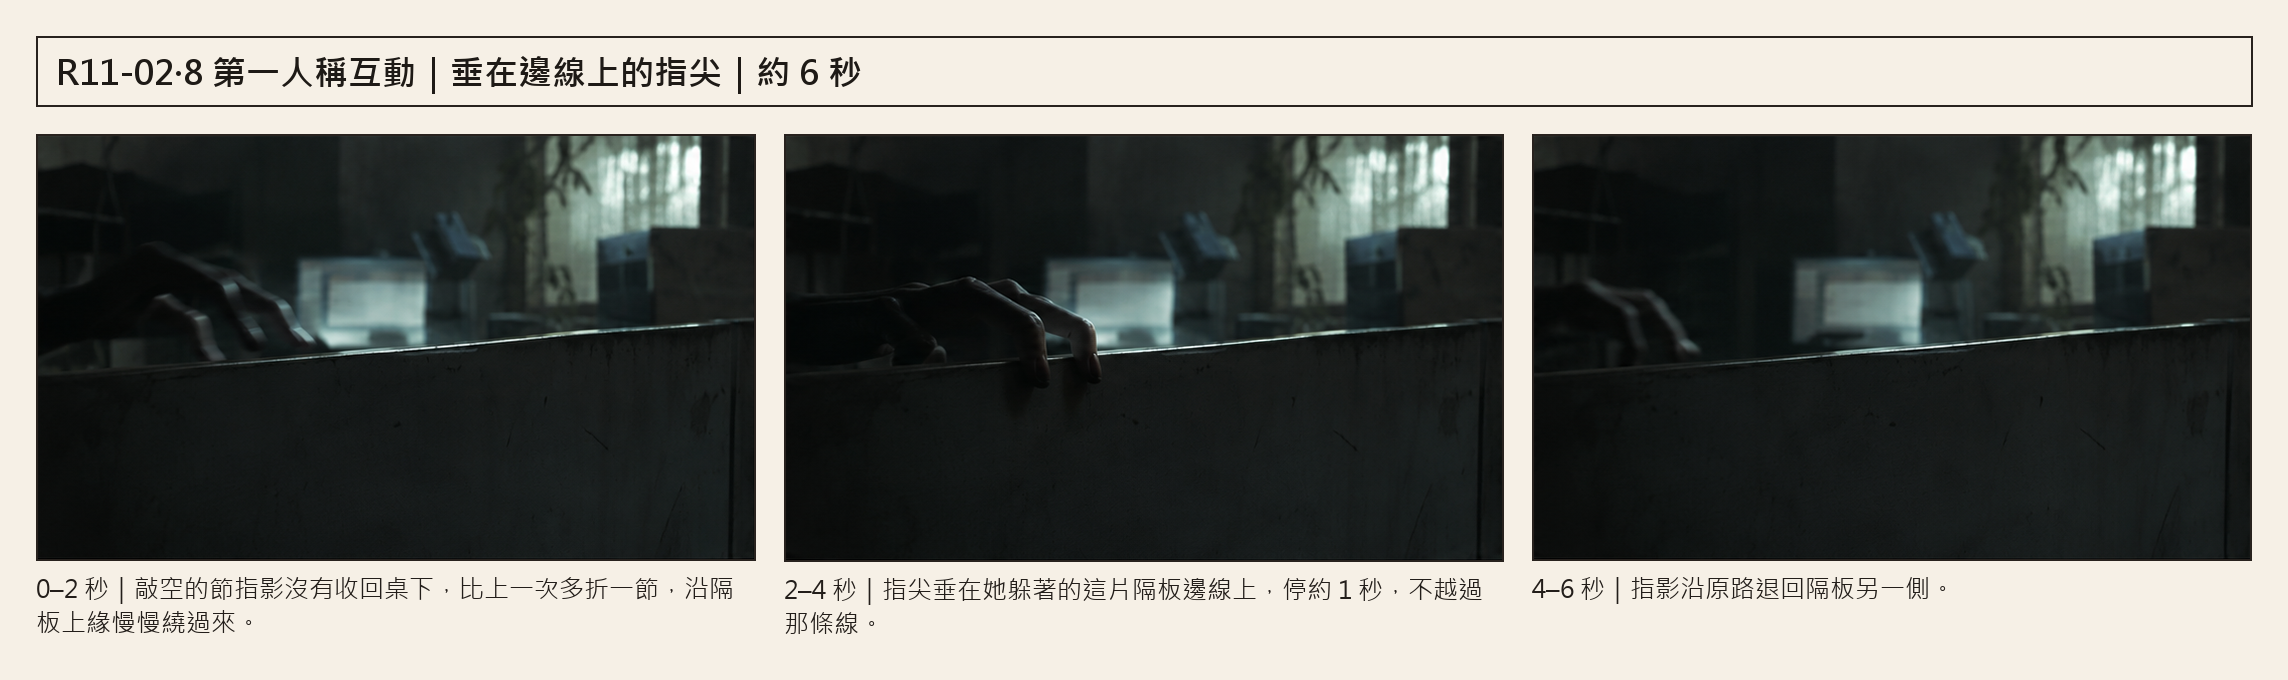 R11-02·8 第一人稱互動｜垂在邊線上的指尖｜約 6 秒
0–2 秒｜敲空的節指影沒有收回桌下，比上一次多折一節，沿隔
板上緣慢慢繞過來。
2–4 秒｜指尖垂在她躲著的這片隔板邊線上，停約 1 秒，不越過
那條線。
4–6 秒｜指影沿原路退回隔板另一側。